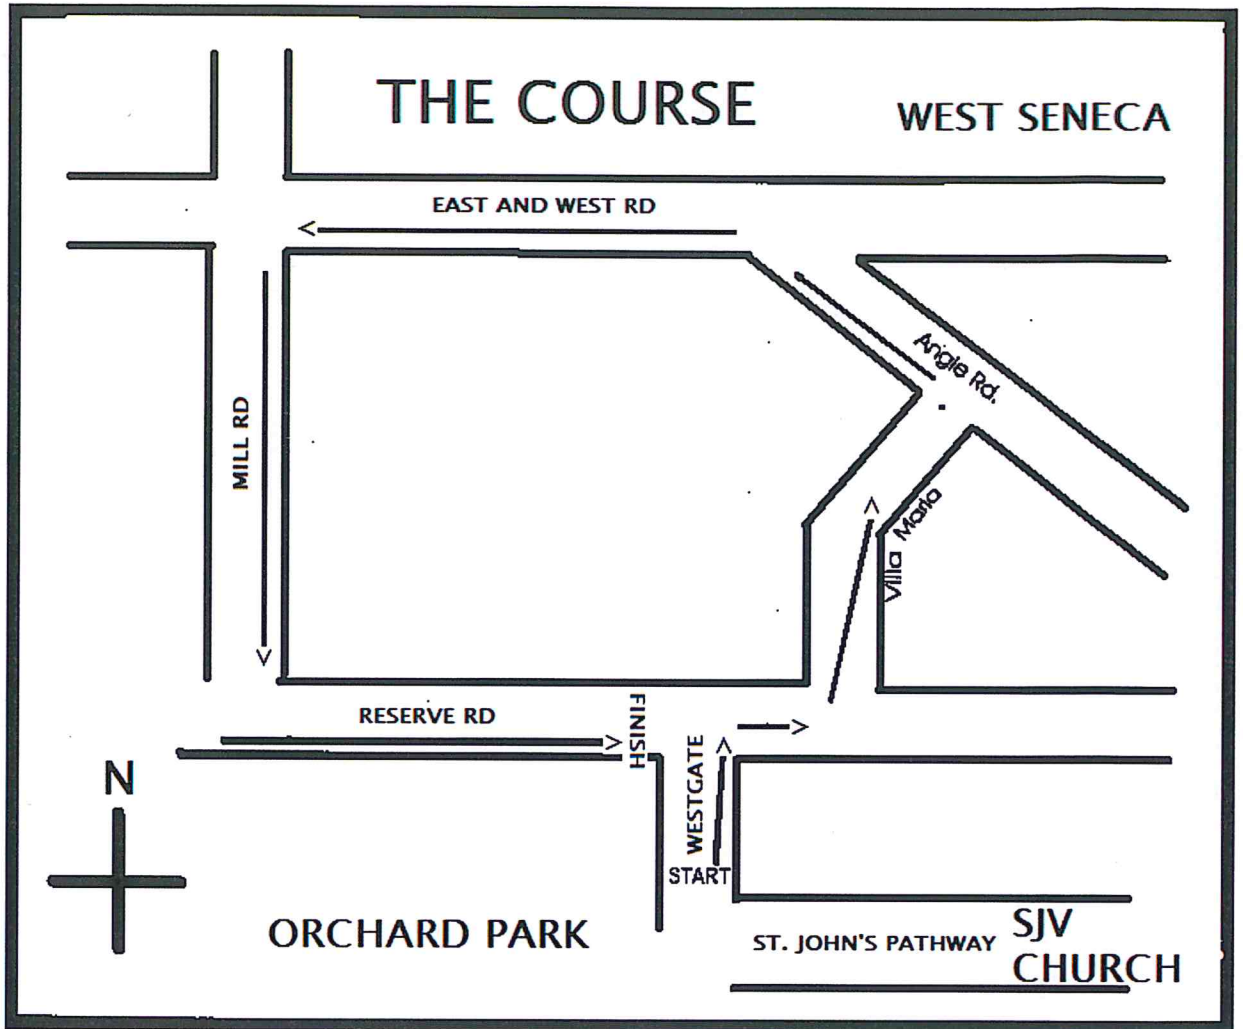 THE COURSE
WEST SENECA
EAST AND WEST RD
Angle Rd.
MILL RD
Villa Maria
RESERVE RD
FINISH
WESTGATE
START
N
ORCHARD PARK
ST. JOHN'S PATHWAY
SJV
CHURCH